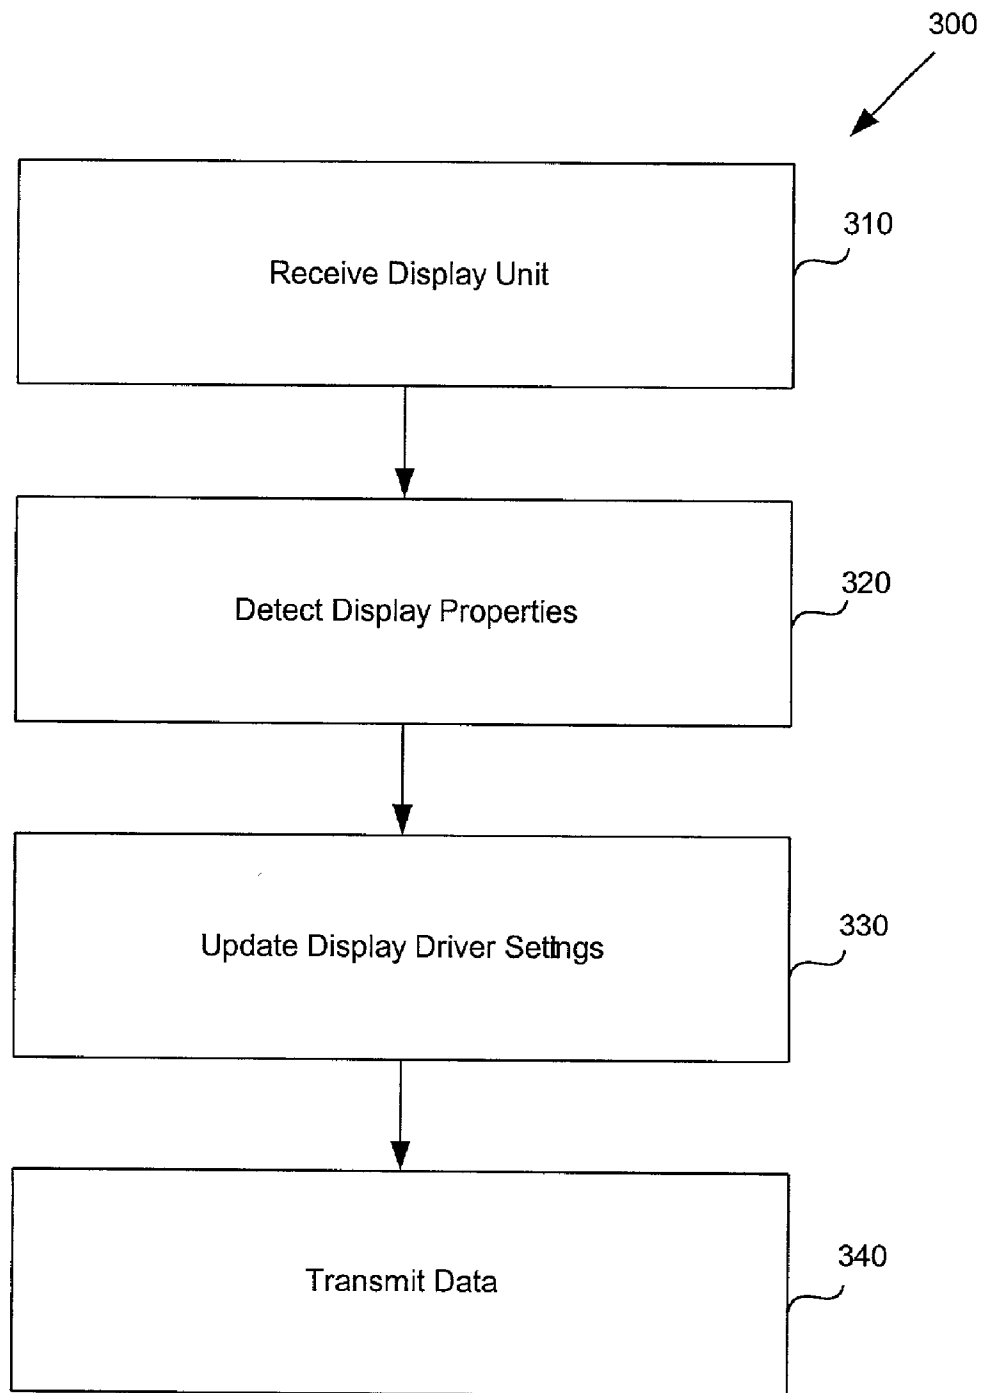 300
310
Receive Display Unit
320
Detect Display Properties
330
Update Display Driver Settings
340
Transmit Data